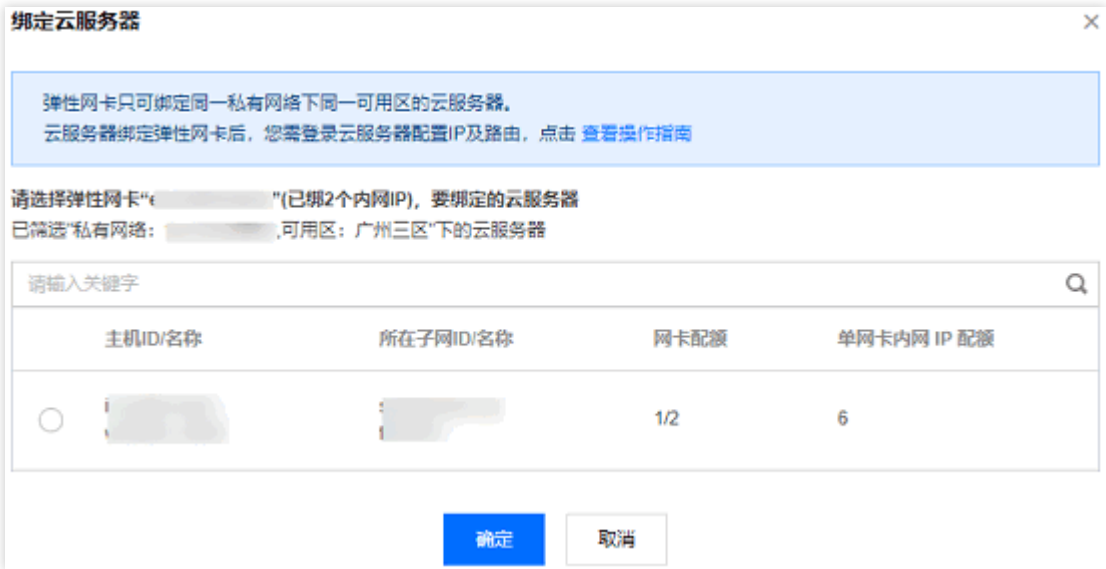 绑定云服务器
弹性网卡只可绑定同一私有网络下同一可用区的云服务器。
云服务器绑定弹性网卡后，您需登录云服务器配置IP及路由，点击 查看操作指南
请选择弹性网卡“e ”(已绑2个内网IP)，要绑定的云服务器
已筛选“私有网络： ,可用区：广州三区”下的云服务器
请输入关键字
主机ID/名称 所在子网ID/名称 网卡配额 单网卡内网 IP 配额
1/2 6
确定 取消